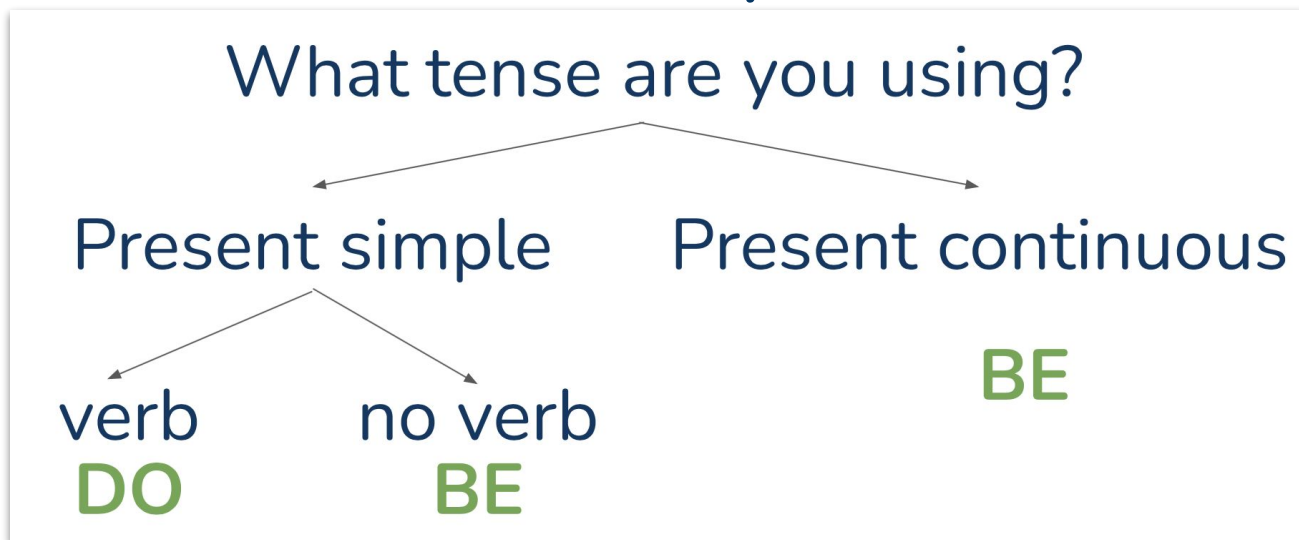 What tense are you using?
Present simple
Present continuous
BE
verb
no verb
DO
BE